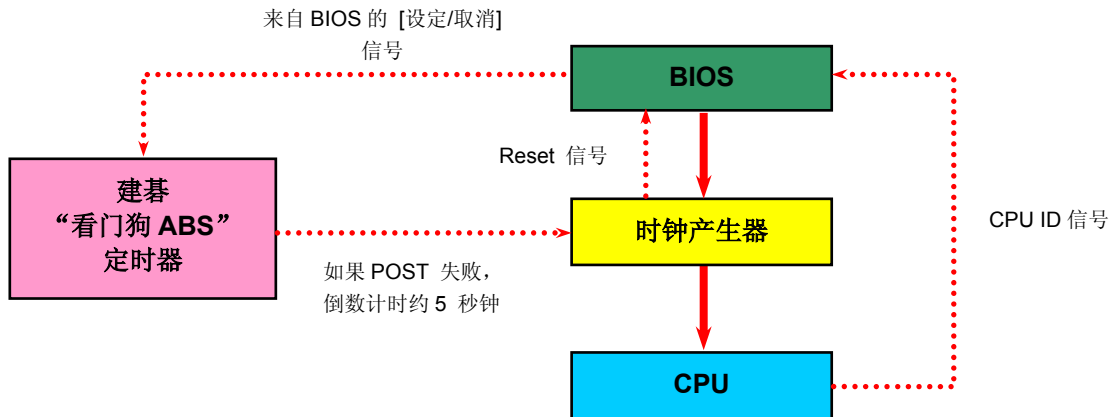 来自 BIOS 的 [设定/取消]
信号
BIOS
Reset 信号
建碁
“看门狗 ABS”
定时器
时钟产生器
CPU ID 信号
如果 POST 失败，
倒数计时约 5 秒钟
CPU